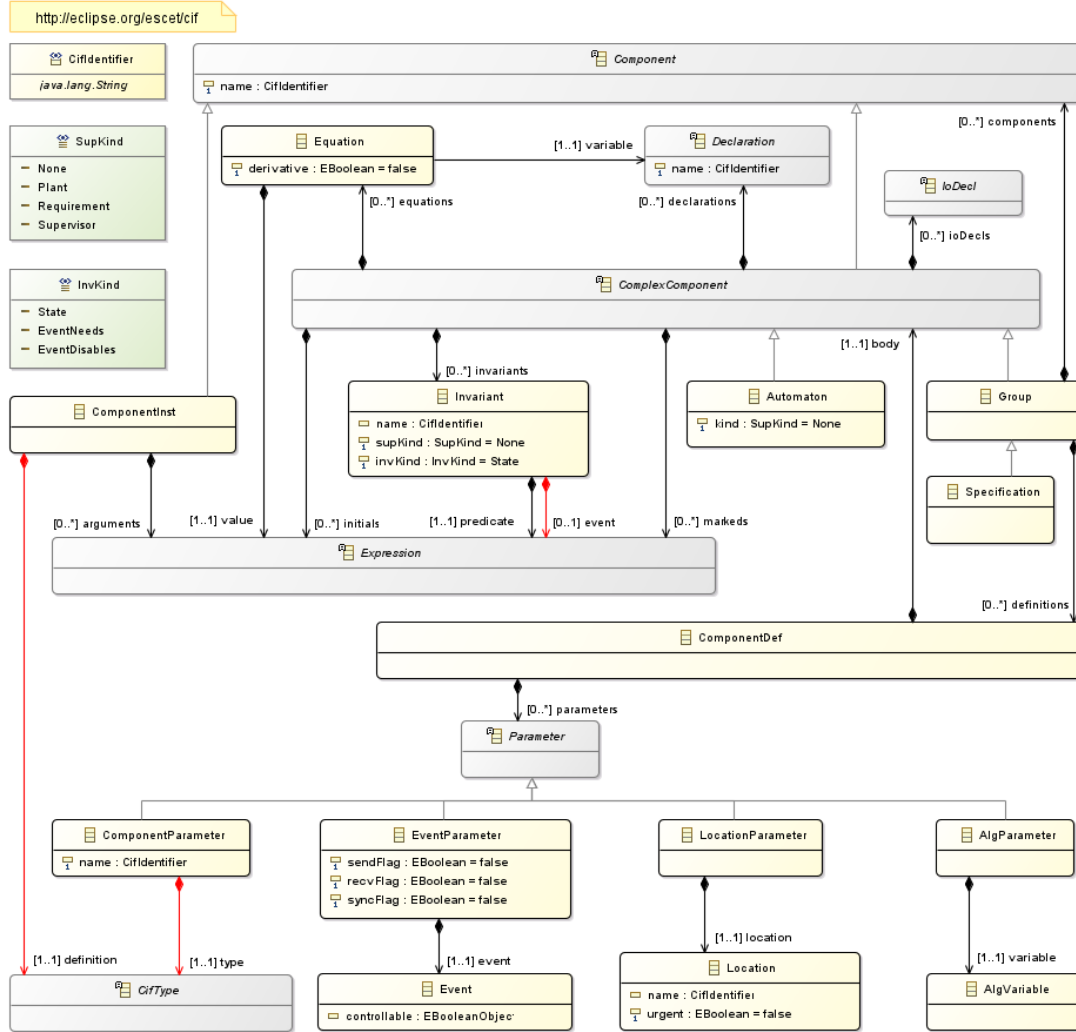 http://eclipse.org/escet/cif
CifIdentifier
java.lang.String
Component
name : CifIdentifier
SupKind
None
Plant
Requirement
Supervisor
Equation
derivative : EBoolean = false
[1..1] variable
Declaration
name : CifIdentifier
[0..*] components
IoDecl
[0..*] equations
[0..*] declarations
[0..*] ioDecls
InvKind
State
EventNeeds
EventDisables
ComplexComponent
[1..1] body
[0..*] invariants
ComponentInst
Invariant
name : CifIdentifier
supKind : SupKind = None
invKind : InvKind = State
Automaton
kind : SupKind = None
Group
Specification
[0..*] arguments
[1..1] value
[0..*] initials
[1..1] predicate
[0..1] event
[0..*] markeds
Expression
[0..*] definitions
ComponentDef
[0..*] parameters
Parameter
ComponentParameter
name : CifIdentifier
EventParameter
sendFlag : EBoolean = false
recvFlag : EBoolean = false
syncFlag : EBoolean = false
LocationParameter
AlgParameter
[1..1] definition
[1..1] type
[1..1] event
[1..1] location
[1..1] variable
CifType
Event
controllable : EBooleanObjec
Location
name : CifIdentifier
urgent : EBoolean = false
AlgVariable